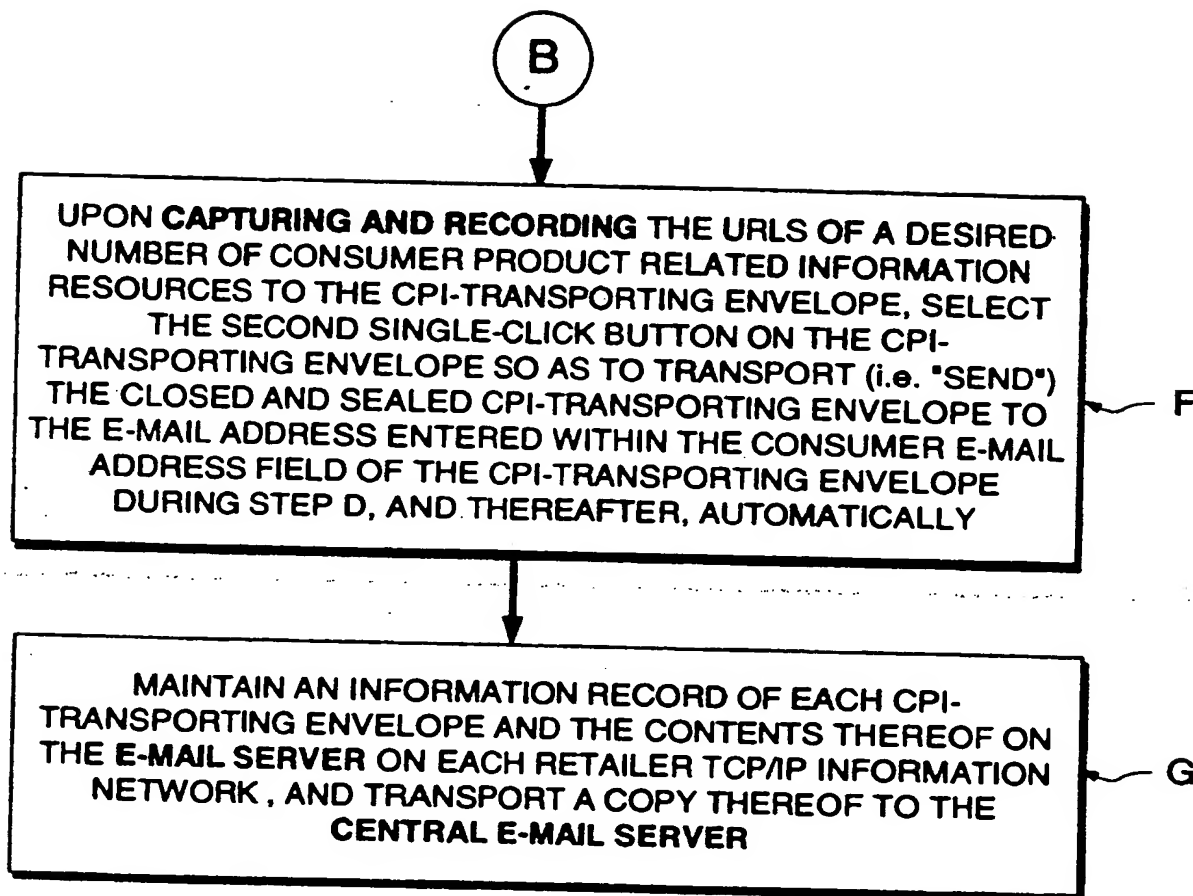 B
UPON CAPTURING AND RECORDING THE URLS OF A DESIRED
NUMBER OF CONSUMER PRODUCT RELATED INFORMATION
RESOURCES TO THE CPI-TRANSPORTING ENVELOPE, SELECT
THE SECOND SINGLE-CLICK BUTTON ON THE CPI-
TRANSPORTING ENVELOPE SO AS TO TRANSPORT (i.e. "SEND")
THE CLOSED AND SEALED CPI-TRANSPORTING ENVELOPE TO
THE E-MAIL ADDRESS ENTERED WITHIN THE CONSUMER E-MAIL
ADDRESS FIELD OF THE CPI-TRANSPORTING ENVELOPE
DURING STEP D, AND THEREAFTER, AUTOMATICALLY
F
MAINTAIN AN INFORMATION RECORD OF EACH CPI-
TRANSPORTING ENVELOPE AND THE CONTENTS THEREOF ON
THE E-MAIL SERVER ON EACH RETAILER TCP/IP INFORMATION
NETWORK, AND TRANSPORT A COPY THEREOF TO THE
CENTRAL E-MAIL SERVER
G